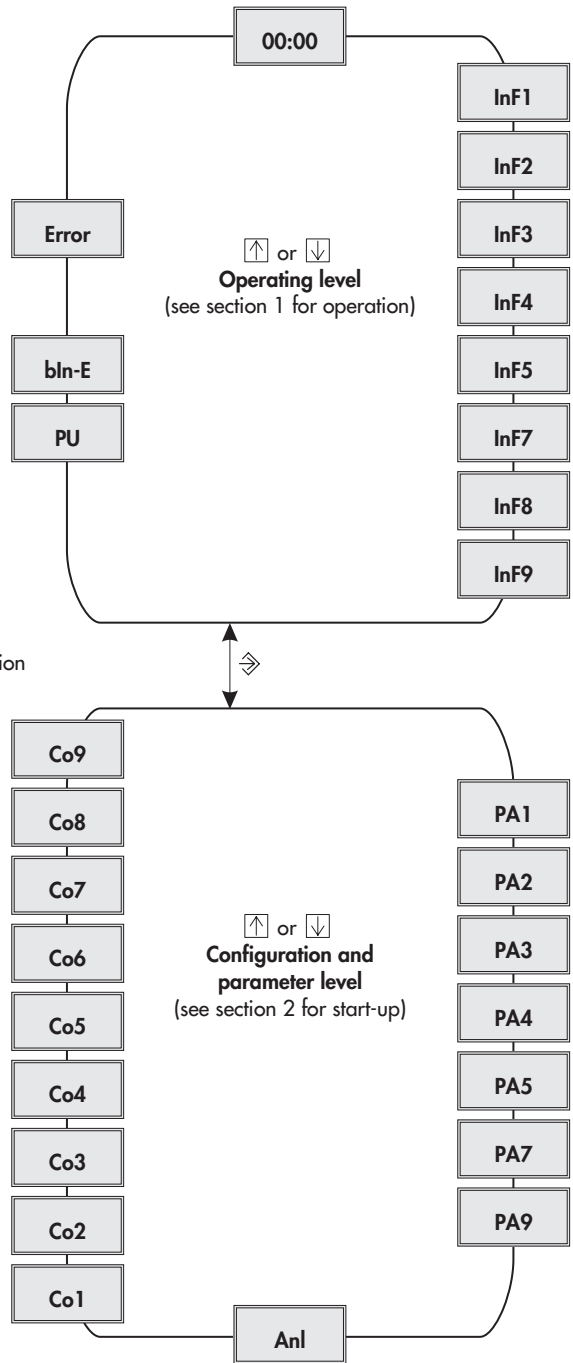 00:00
InF1
InF2
InF3
InF4
InF5
InF7
InF8
InF9
Error
bIn-E
PU
↑ or ↓
Operating level
(see section 1 for operation)
tion
Co9
Co8
Co7
Co6
Co5
Co4
Co3
Co2
Co1
↑ or ↓
Configuration and
parameter level
(see section 2 for start-up)
PA1
PA2
PA3
PA4
PA5
PA7
PA9
Anl